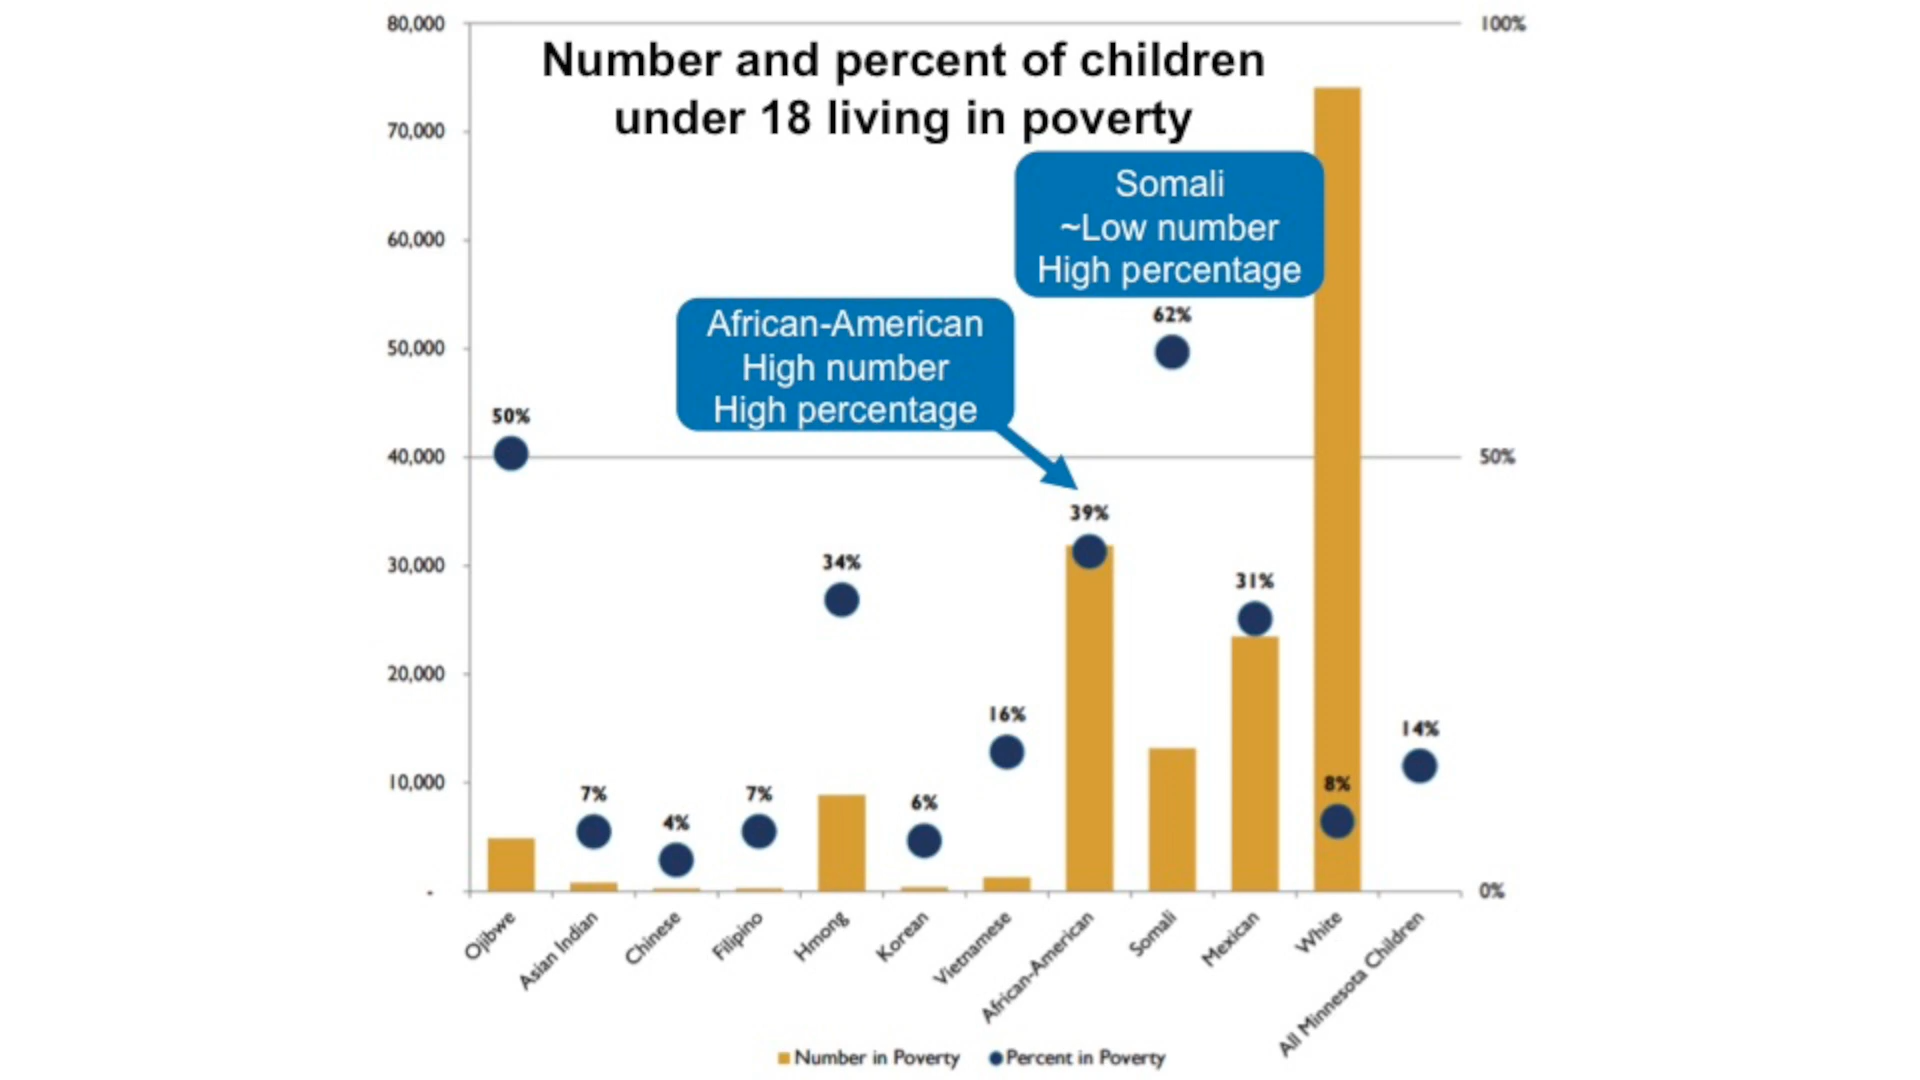 Number and percent of children
under 18 living in poverty
80,000
70,000
60,000
50,000
40,000
30,000
20,000
10,000
-
100%
50%
0%
Somali
~Low number
High percentage
African-American
High number
High percentage
50%
7%
4%
7%
34%
6%
16%
39%
62%
31%
8%
14%
Ojibwe
Asian Indian
Chinese
Filipino
Hmong
Korean
Vietnamese
African-American
Somali
Mexican
White
All Minnesota Children
Number in Poverty
Percent in Poverty